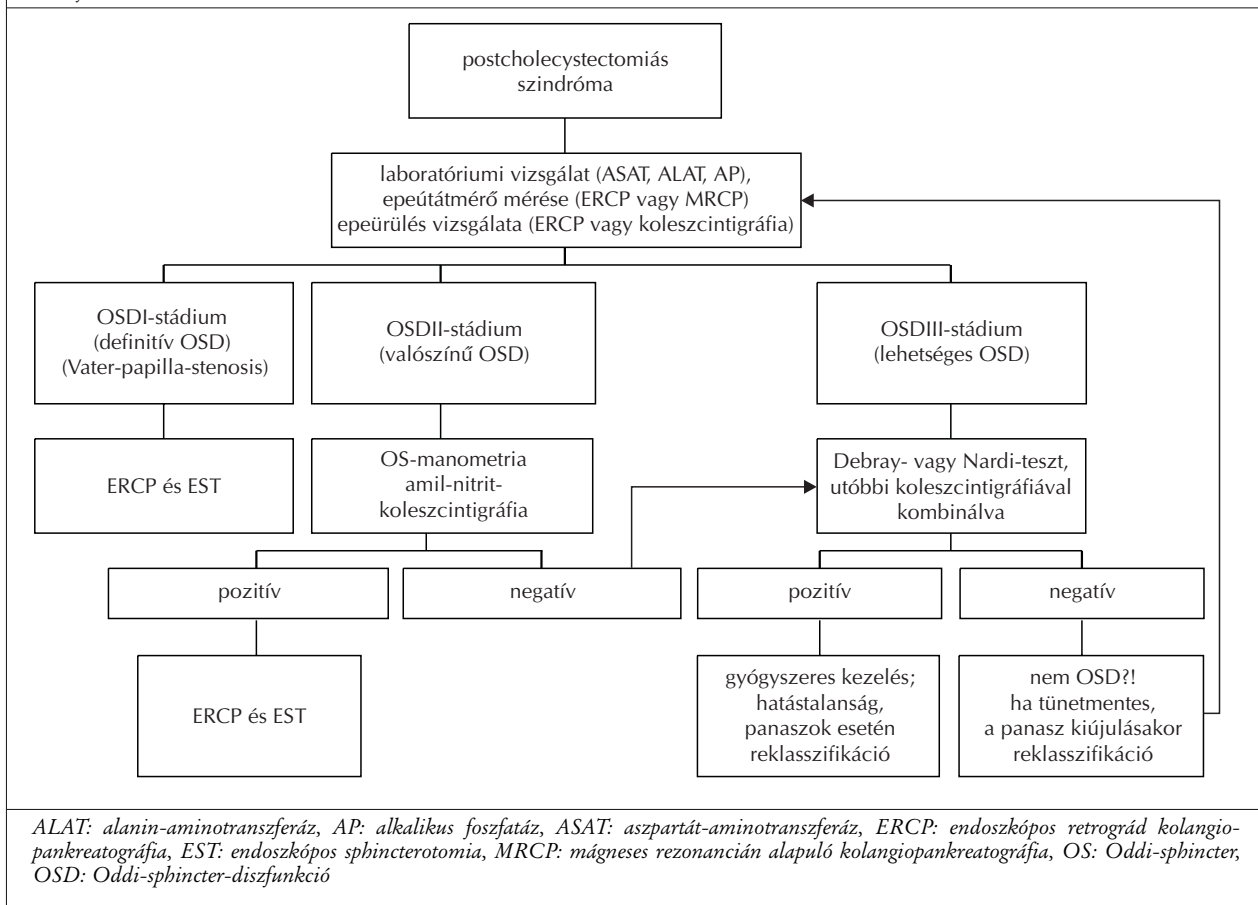 postcholecystectomiás
szindróma
laboratóriumi vizsgálat (ASAT, ALAT, AP),
epeútátmérő mérése (ERCP vagy MRCP)
epeürülés vizsgálata (ERCP vagy koleszcintigráfia)
OSDI-stádium
(definitív OSD)
(Vater-papilla-stenosis)
OSDII-stádium
(valószínű OSD)
OSDIII-stádium
(lehetséges OSD)
ERCP és EST
OS-manometria
amil-nitrit-
koleszcintigráfia
Debray- vagy Nardi-teszt,
utóbbi koleszcintigráfiával
kombinálva
pozitív
negatív
pozitív
negatív
ERCP és EST
gyógyszeres kezelés;
hatástalanság,
panaszok esetén
reklasszifikáció
nem OSD?!
ha tünetmentes,
a panasz kiújulásakor
reklasszifikáció
ALAT: alanin-aminotranszferáz, AP: alkalikus foszfatáz, ASAT: aszpartát-aminotranszferáz, ERCP: endoszkópos retrográd kolangio-
pankreatográfia, EST: endoszkópos sphincterotomia, MRCP: mágneses rezonancián alapuló kolangiopankreatográfia, OS: Oddi-sphincter,
OSD: Oddi-sphincter-diszfunkció